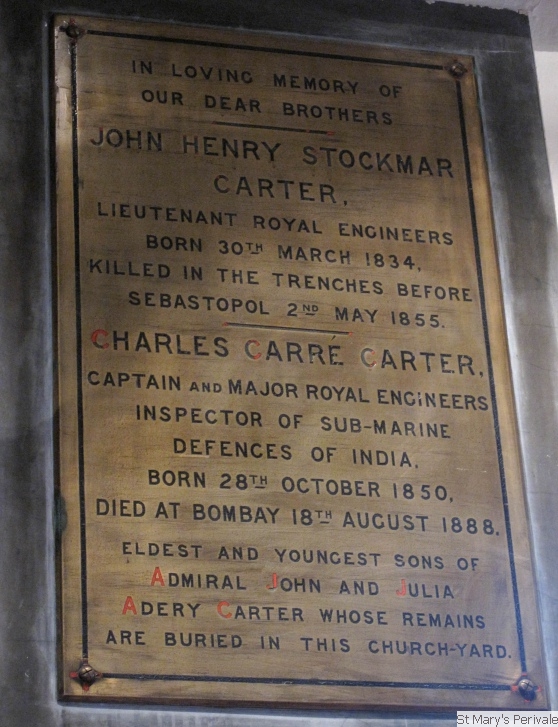 IN LOVING MEMORY OF
OUR DEAR BROTHERS
JOHN HENRY STOCKMAR
CARTER,
LIEUTENANT ROYAL ENGINEERS
BORN 30TH MARCH 1834,
KILLED IN THE TRENCHES BEFORE
SEBASTOPOL 2ND MAY 1855.
CHARLES CARRÉ CARTER,
CAPTAIN AND MAJOR ROYAL ENGINEERS
INSPECTOR OF SUB-MARINE
DEFENCES OF INDIA,
BORN 28TH OCTOBER 1850,
DIED AT BOMBAY 18TH AUGUST 1888.
ELDEST AND YOUNGEST SONS OF
ADMIRAL JOHN AND JULIA
ADERY CARTER WHOSE REMAINS
ARE BURIED IN THIS CHURCH-YARD.
St Mary's Perivale